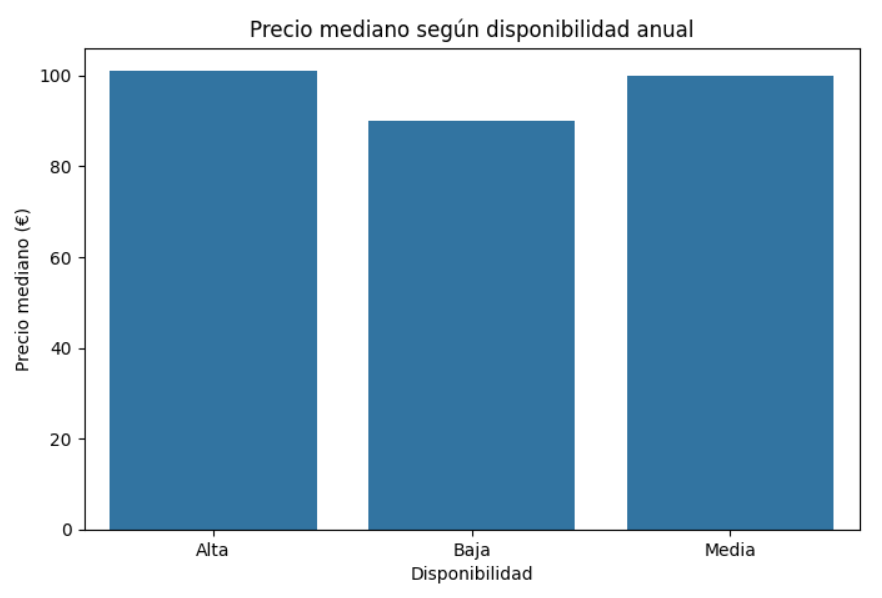 Precio mediano según disponibilidad anual
Precio mediano (€)
100
80
60
40
20
0
Alta Baja Media
Disponibilidad